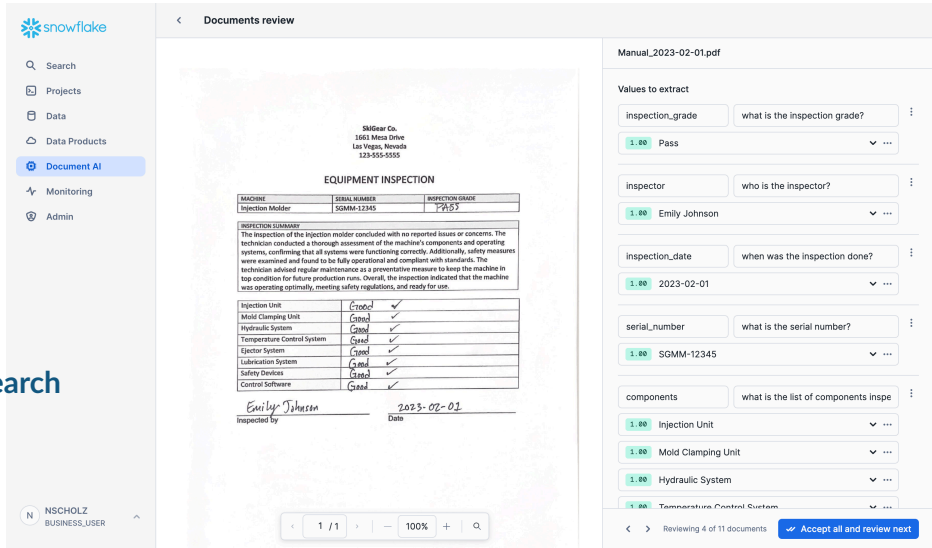 snowflake
Search
Projects
Data
Data Products
Document AI
Monitoring
Admin
earch
N
NSCHOLZ
BUSINESS_USER
Documents review
SkiGear Co.
1661 Mesa Drive
Las Vegas, Nevada
123-555-5555
EQUIPMENT INSPECTION
MACHINE SERIAL NUMBER INSPECTION GRADE
Injection Molder SGMM-12345 PASS
INSPECTION SUMMARY
The inspection of the injection molder concluded with no reported issues or concerns. The
technician conducted a thorough assessment of the machine's components and operating
systems, confirming that all systems were functioning correctly. Additionally, safety measures
were examined and found to be fully operational and compliant with standards. The
technician advised regular maintenance as a preventative measure to keep the machine in
top condition for future production runs. Overall, the inspection indicated that the machine
was operating optimally, meeting safety regulations, and ready for use.
Injection Unit Good ✓
Mold Clamping Unit Good ✓
Hydraulic System Good ✓
Temperature Control System Good ✓
Ejector System Good ✓
Lubrication System Good ✓
Safety Devices Good ✓
Control Software Good ✓
Emily Johnson 2023-02-01
Inspected by Date
1 / 1 100%
Manual_2023-02-01.pdf
Values to extract
inspection_grade what is the inspection grade?
1.00 Pass
inspector who is the inspector?
1.00 Emily Johnson
inspection_date when was the inspection done?
1.00 2023-02-01
serial_number what is the serial number?
1.00 SGMM-12345
components what is the list of components inspe
1.00 Injection Unit
1.00 Mold Clamping Unit
1.00 Hydraulic System
1.00 Temperature Control System
Reviewing 4 of 11 documents Accept all and review next